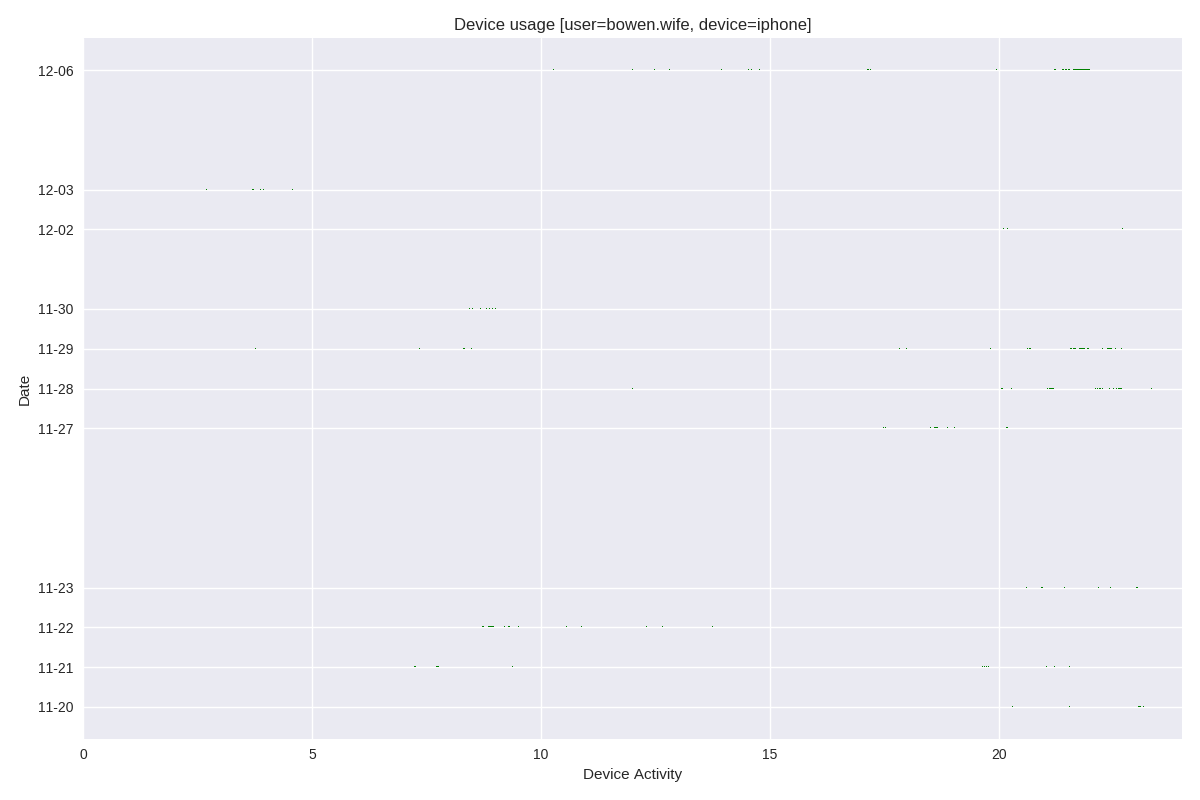 Device usage [user=bowen.wife, device=iphone]
12-06
12-03
12-02
11-30
11-29
11-28
11-27
11-23
11-22
11-21
11-20
Date
0 5 10 15 20
Device Activity